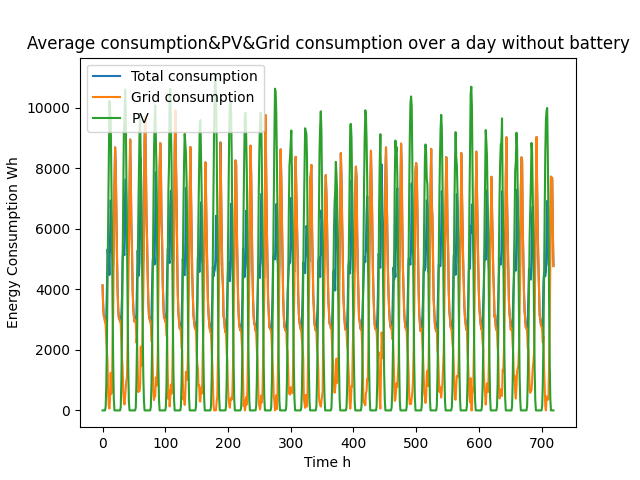 Average consumption&PV&Grid consumption over a day without battery
Total consumption
Grid consumption
PV
10000
8000
6000
4000
2000
0
Energy Consumption Wh
0 100 200 300 400 500 600 700
Time h